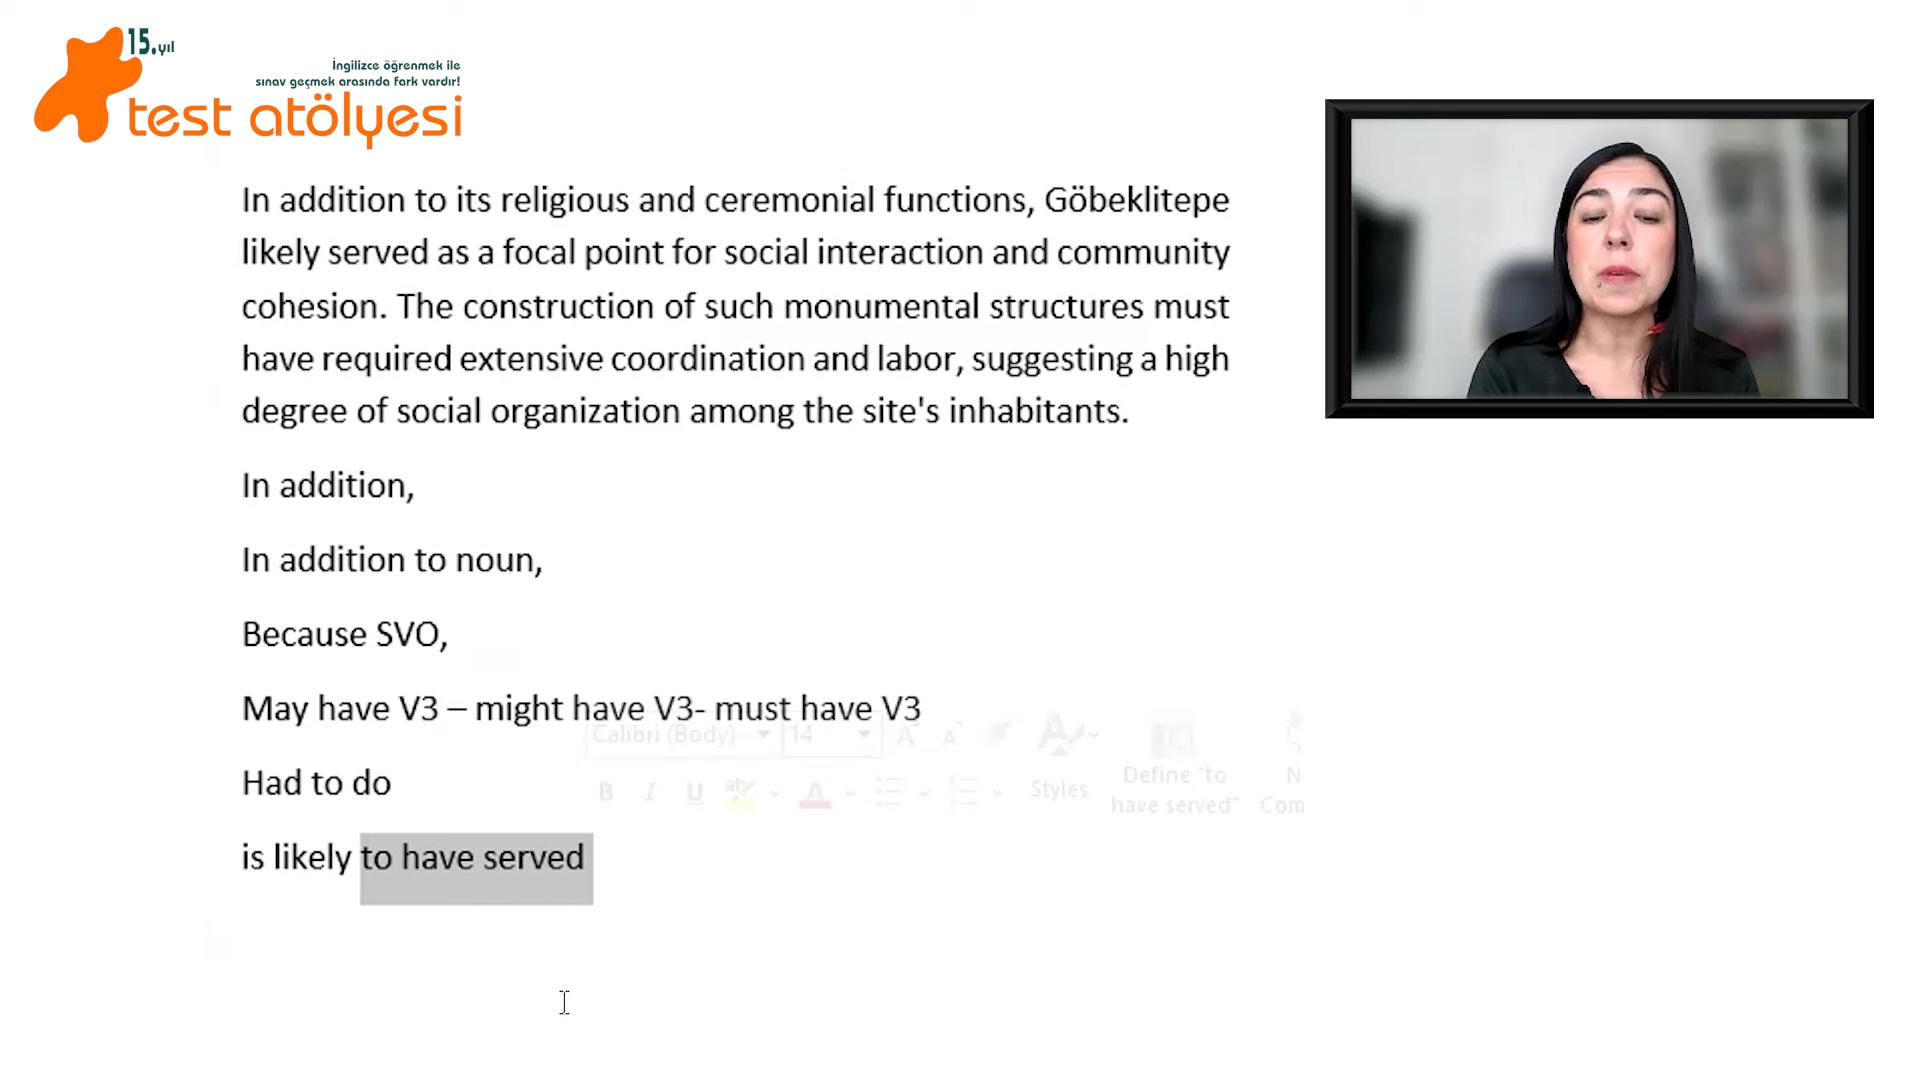 15.yıl
İngilizce öğrenmek ile
sınav geçmek arasında fark vardır!
test atölyesi
In addition to its religious and ceremonial functions, Göbeklitepe
likely served as a focal point for social interaction and community
cohesion. The construction of such monumental structures must
have required extensive coordination and labor, suggesting a high
degree of social organization among the site's inhabitants.
In addition,
In addition to noun,
Because SVO,
May have V3 – might have V3- must have V3
Calibri (Body) 14 A A
Had to do
B I U ab A Styles Define "to
have served" Com
is likely to have served